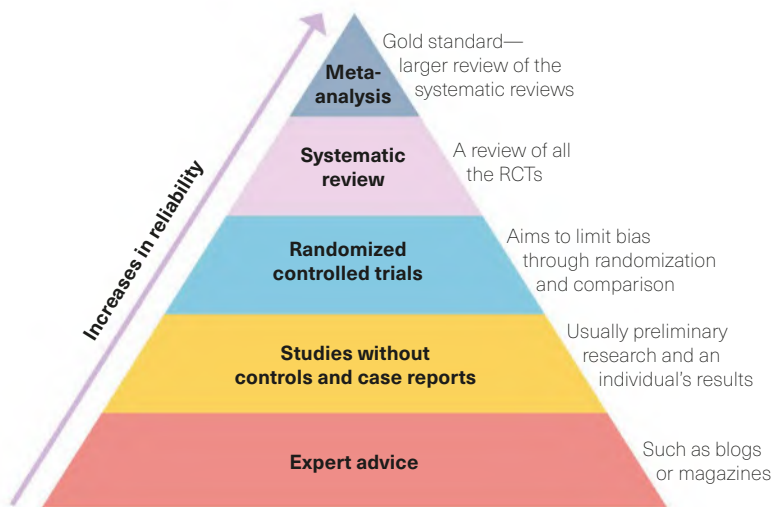 Meta-
analysis
Gold standard—
larger review of the
systematic reviews
Systematic
review
A review of all
the RCTs
Randomized
controlled trials
Aims to limit bias
through randomization
and comparison
Studies without
controls and case reports
Usually preliminary
research and an
individual’s results
Expert advice
Such as blogs
or magazines
Increases in reliability